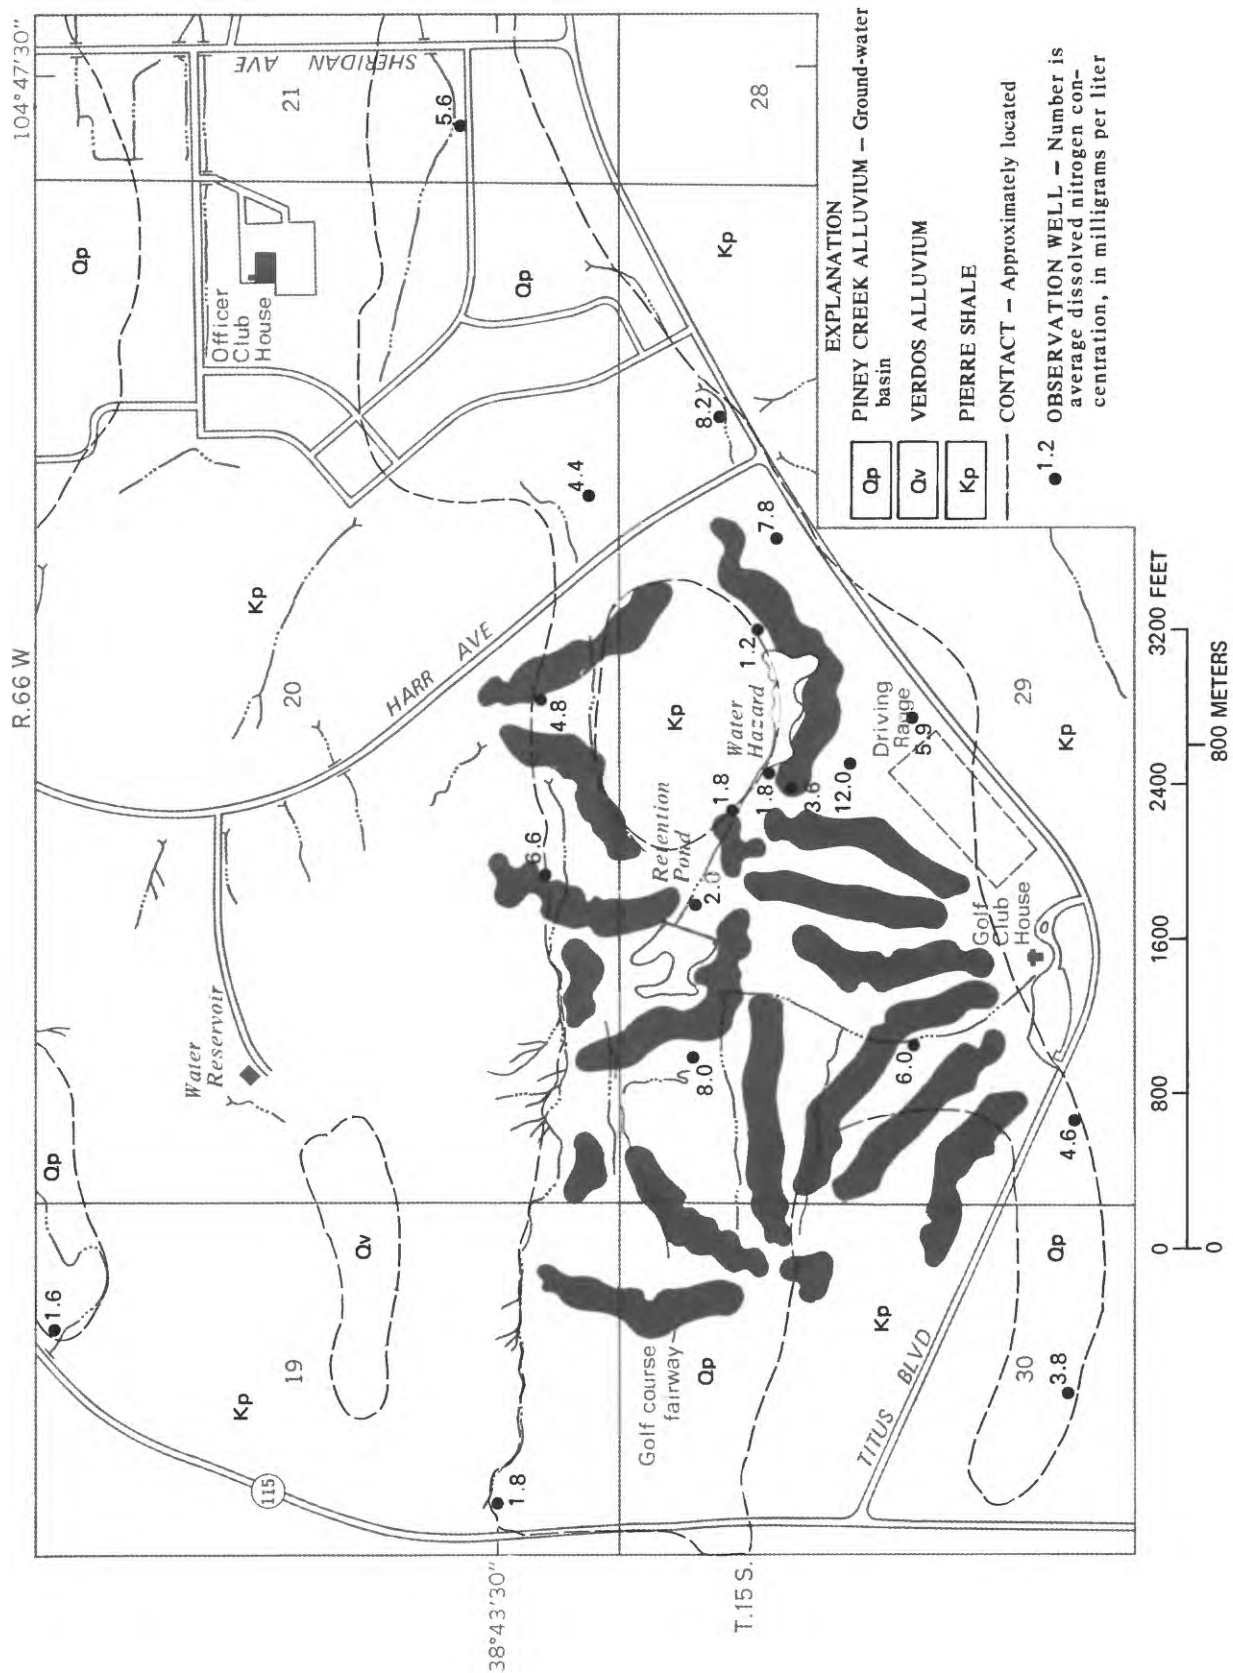 R.66 W
104°47'30"
38°43'30"
T.15 S.
115
19
20
21
28
29
30
Qp
Qp
Qp
Qp
Qp
Qv
Kp
Kp
Kp
Kp
Kp
Kp
Water
Reservoir
HARR AVE
SHERIDAN AVE
TITUS BLVD
Officer
Club
House
Golf course
fairway
Retention
Pond
Water
Hazard
Driving
Range
Golf
Club
House
1.6
1.8
6.6
4.8
4.4
5.6
8.2
7.8
1.2
1.8
1.8
3.6
12.0
5.9
2.0
8.0
6.0
4.6
3.8
EXPLANATION
Qp PINEY CREEK ALLUVIUM – Ground-water
basin
Qv VERDOS ALLUVIUM
Kp PIERRE SHALE
CONTACT – Approximately located
1.2 OBSERVATION WELL – Number is
average dissolved nitrogen con-
centration, in milligrams per liter
0 800 1600 2400 3200 FEET
0 800 METERS